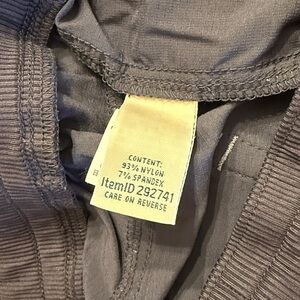 CONTENT:
93% NYLON
7% SPANDEX
ItemID 292741
CARE ON REVERSE